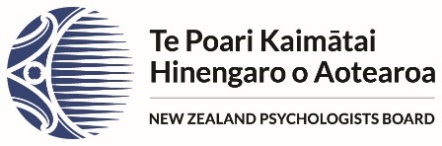 Te Poari Kaimātai
Hinengaro o Aotearoa
NEW ZEALAND PSYCHOLOGISTS BOARD